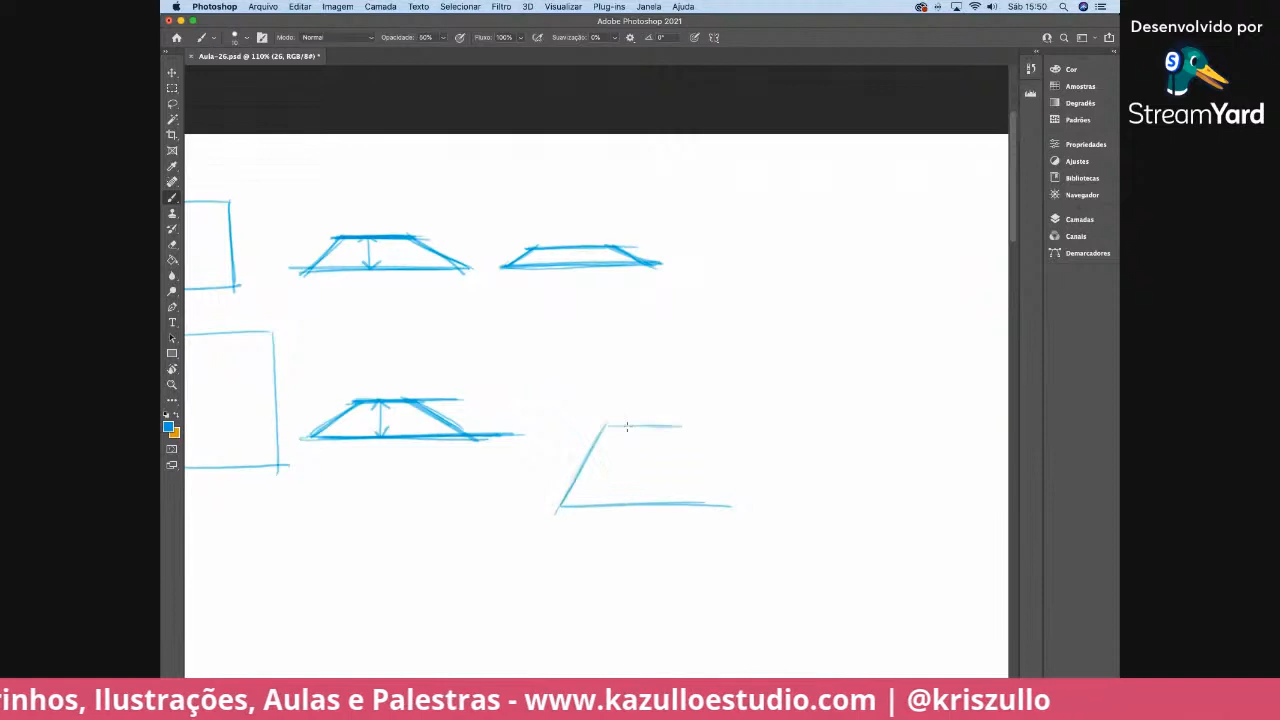 Photoshop Arquivo Editar Imagem Camada Texto Selecionar Filtro 3D Visualizar Plug-ins Janela Ajuda Sáb 15:50
Adobe Photoshop 2021
Modo: Normal Opacidade: 60% Fluxo: 100% Suavização: 0% 0°
Aula-26.psd @ 110% (26, RGB/8#) *
Cor
Amostras
Degradês
Padrões
Propriedades
Ajustes
Bibliotecas
Navegador
Camadas
Canais
Demarcadores
Desenvolvido por
StreamYard
rinhos, Ilustrações, Aulas e Palestras - www.kazulloestudio.com | @kriszullo